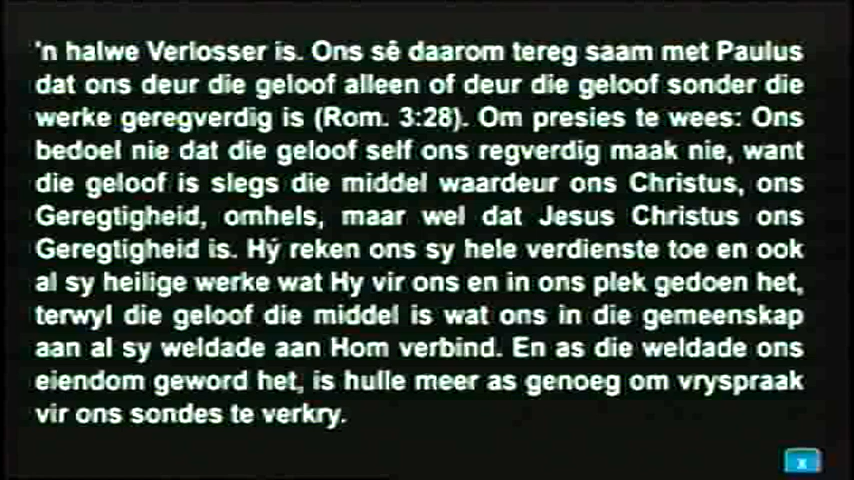 'n halwe Verlosser is. Ons sê daarom tereg saam met Paulus
dat ons deur die geloof alleen of deur die geloof sonder die
werke geregverdig is (Rom. 3:28). Om presies te wees: Ons
bedoel nie dat die geloof self ons regverdig maak nie, want
die geloof is slegs die middel waardeur ons Christus, ons
Geregtigheid, omhels, maar wel dat Jesus Christus ons
Geregtigheid is. Hý reken ons sy hele verdienste toe en ook
al sy heilige werke wat Hy vir ons en in ons plek gedoen het,
terwyl die geloof die middel is wat ons in die gemeenskap
aan al sy weldade aan Hom verbind. En as die weldade ons
eiendom geword het, is hulle meer as genoeg om vryspraak
vir ons sondes te verkry.
x